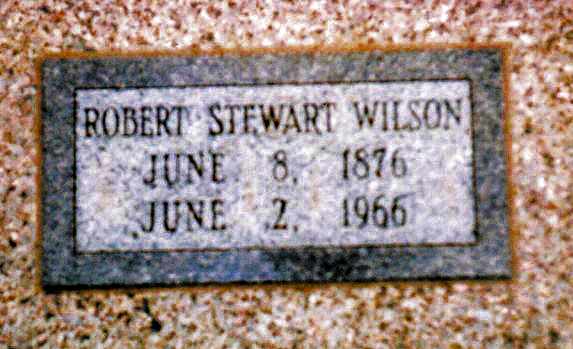 ROBERT STEWART WILSON
JUNE 8, 1876
JUNE 2, 1966